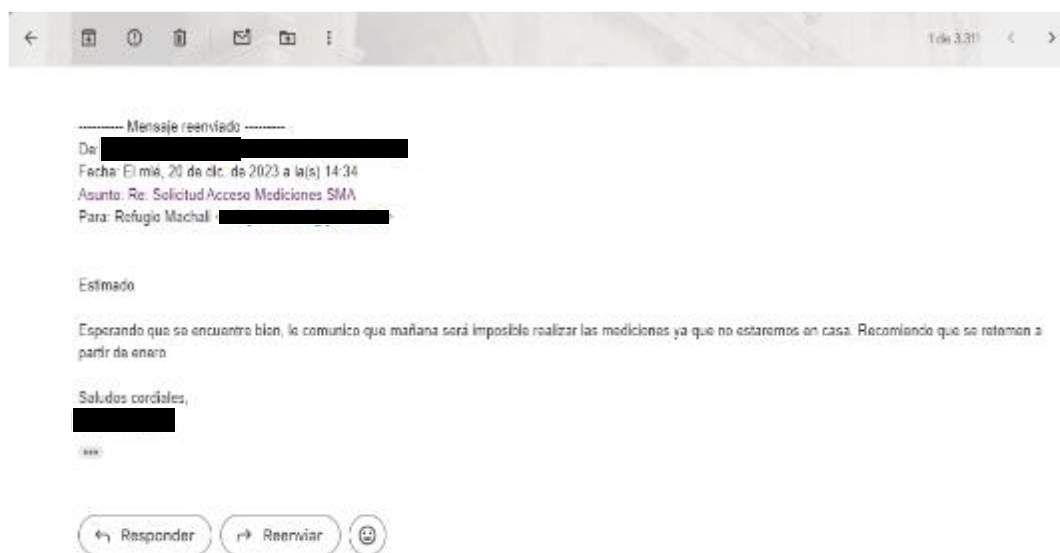 1 de 3.311
---------- Mensaje reenviado ---------
De:
Fecha: El mié, 20 de dic. de 2023 a la(s) 14:34
Asunto: Re: Solicitud Acceso Mediciones SMA
Para: Refugio Machalí <
Estimado
Esperando que se encuentre bien, le comunico que mañana será imposible realizar las mediciones ya que no estaremos en casa. Recomiendo que se retomen a
partir de enero
Saludos cordiales,
Responder
Reenviar